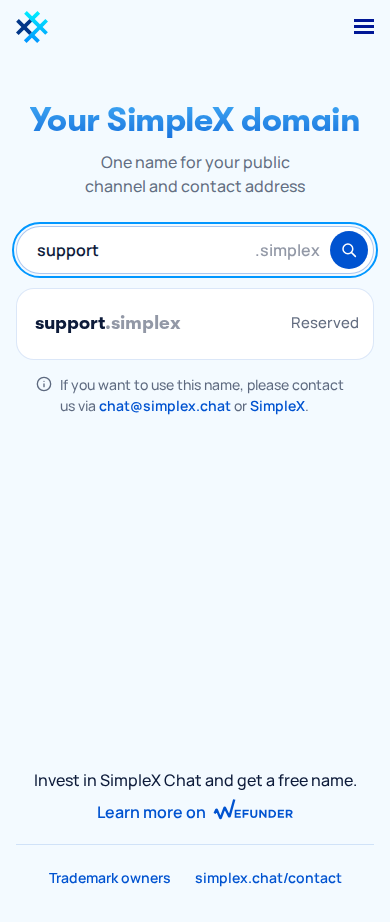 Your SimpleX domain
One name for your public
channel and contact address
support .simplex
support.simplex Reserved
If you want to use this name, please contact
us via chat@simplex.chat or SimpleX.
Invest in SimpleX Chat and get a free name.
Learn more on WEFUNDER
Trademark owners simplex.chat/contact